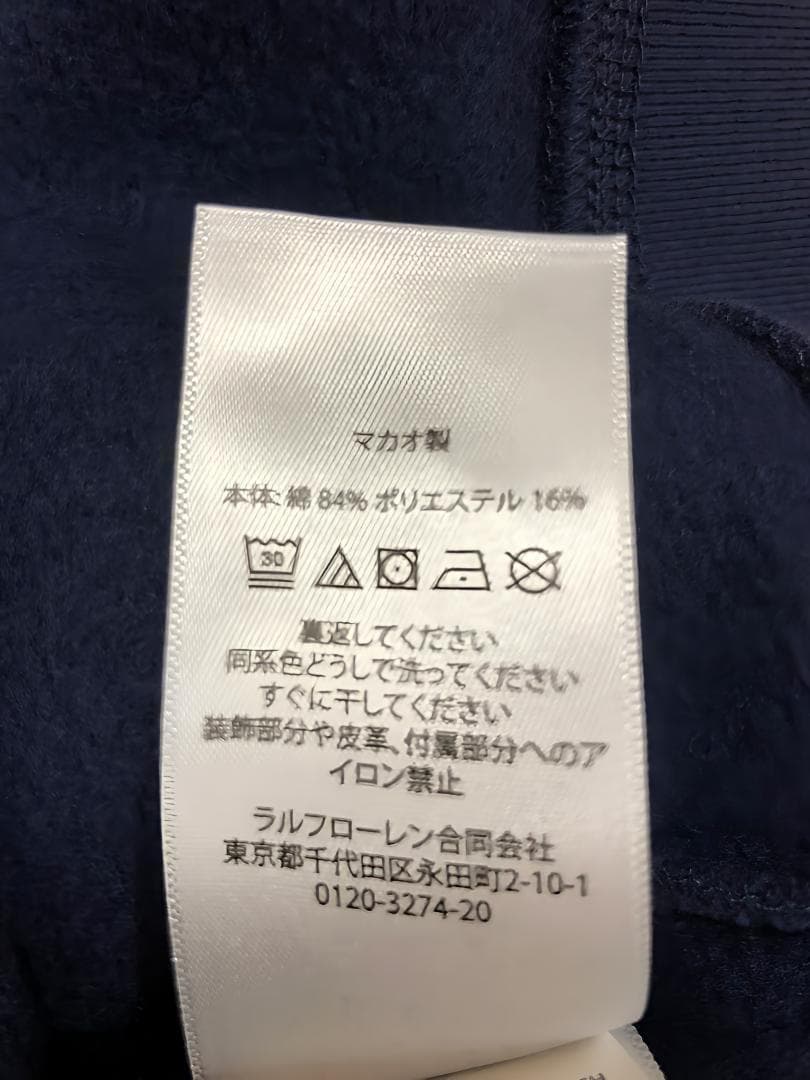 マカオ製
本体: 綿 84% ポリエステル 16%
30
裏返してください
同系色どうしで洗ってください
すぐに干してください
装飾部分や皮革、付属部分へのア
イロン禁止
ラルフローレン合同会社
東京都千代田区永田町2-10-1
0120-3274-20